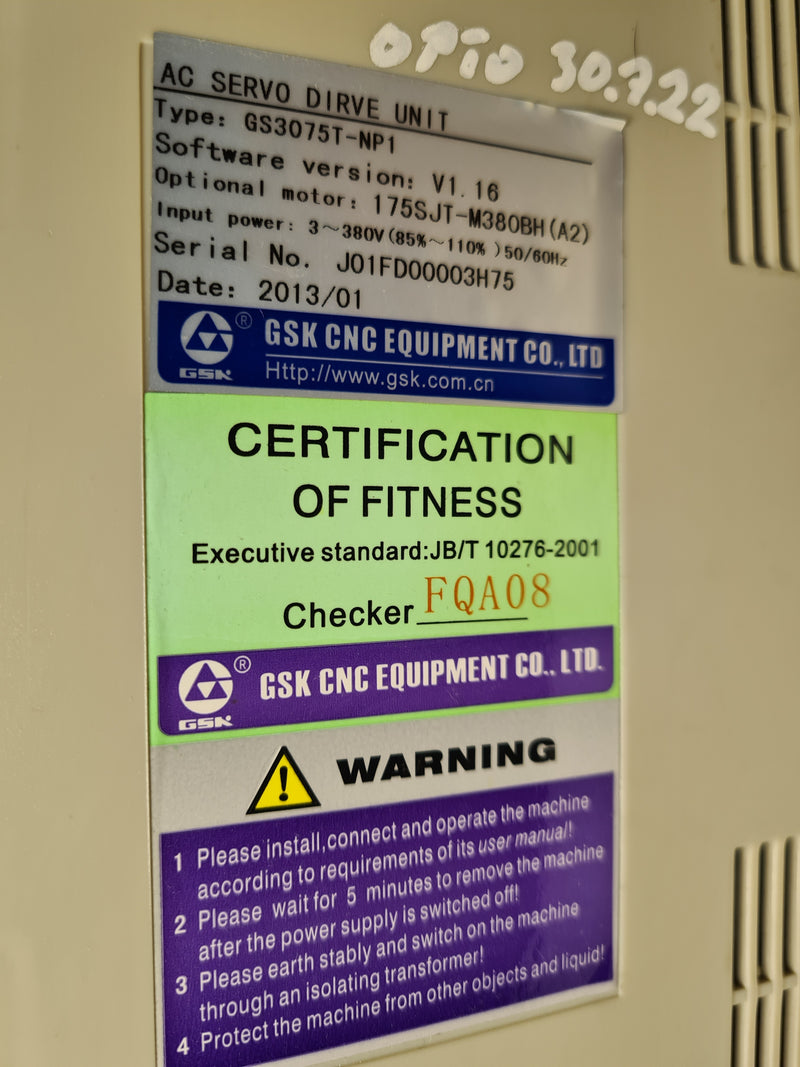 OPTIO 30.7.22
AC SERVO DIRVE UNIT
Type: GS3075T-NP1
Software version: V1.16
Optional motor: 175SJT-M380BH(A2)
Input power: 3~380V(85%~110% )50/60Hz
Serial No. J01FD00003H75
Date: 2013/01
® GSK CNC EQUIPMENT CO., LTD
GSK Http://www.gsk.com.cn
CERTIFICATION
OF FITNESS
Executive standard:JB/T 10276-2001
Checker FQA08
® GSK CNC EQUIPMENT CO., LTD.
GSK
WARNING
1 Please install,connect and operate the machine
according to requirements of its user manual!
2 Please wait for 5 minutes to remove the machine
after the power supply is switched off!
3 Please earth stably and switch on the machine
through an isolating transformer!
4 Protect the machine from other objects and liquid!